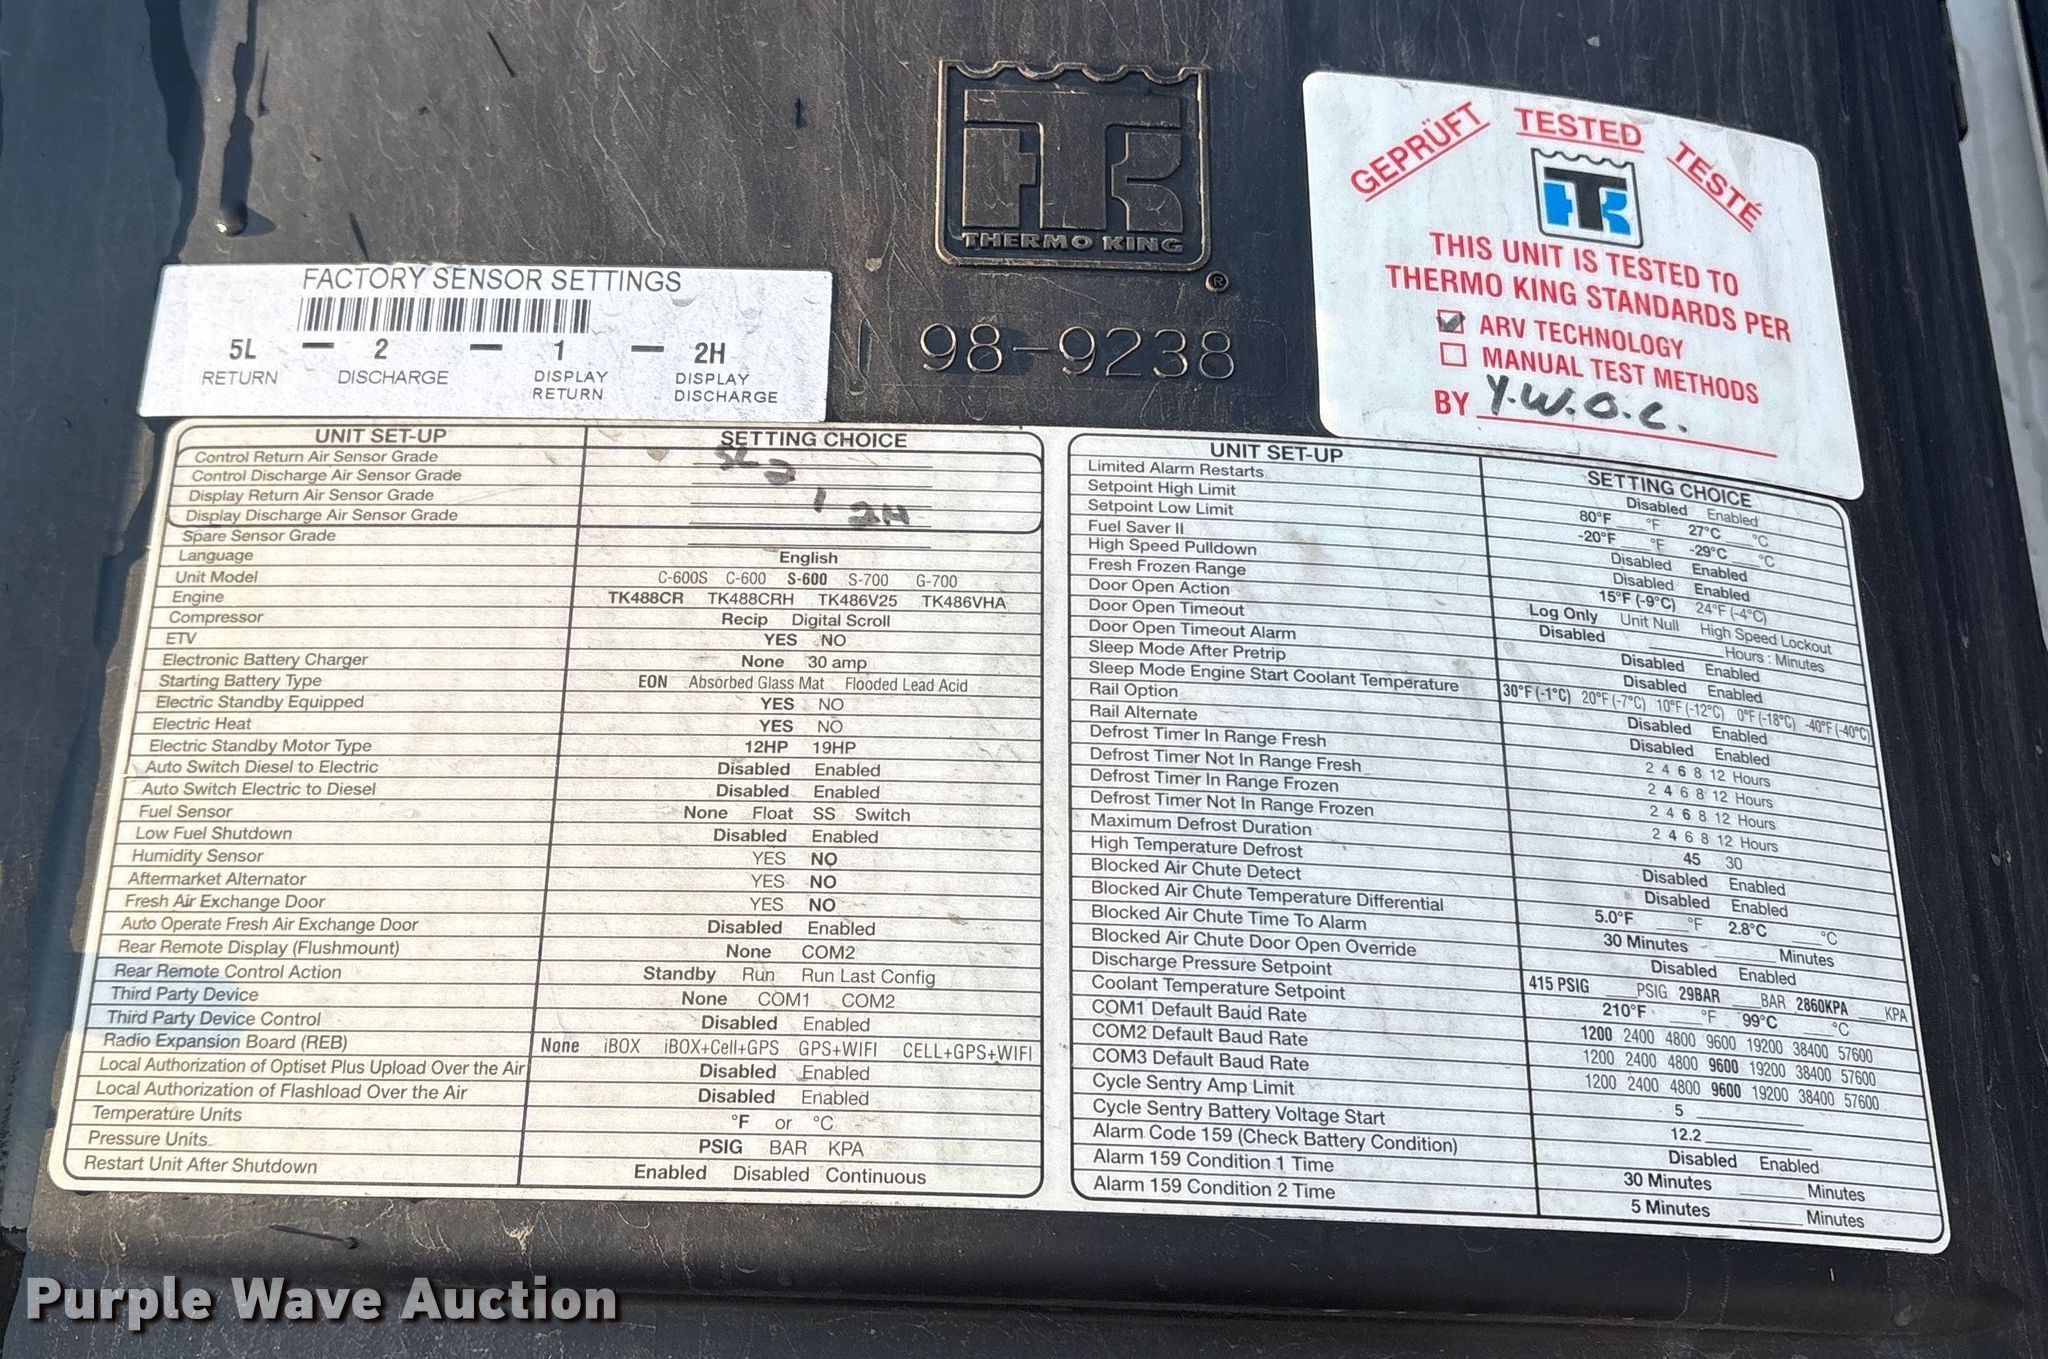 TK
THERMO KING
®
98-9238
GEPRÜFT TESTED TESTÉ
TK
THIS UNIT IS TESTED TO
THERMO KING STANDARDS PER
ARV TECHNOLOGY
MANUAL TEST METHODS
BY Y.W.O.C.
FACTORY SENSOR SETTINGS
5L — 2 — 1 — 2H
RETURN DISCHARGE DISPLAY RETURN DISPLAY DISCHARGE
UNIT SET-UP SETTING CHOICE
Control Return Air Sensor Grade 5L
Control Discharge Air Sensor Grade 2
Display Return Air Sensor Grade 1
Display Discharge Air Sensor Grade 2H
Spare Sensor Grade
Language English
Unit Model C-600S C-600 S-600 S-700 G-700
Engine TK488CR TK488CRH TK486V25 TK486VHA
Compressor Recip Digital Scroll
ETV YES NO
Electronic Battery Charger None 30 amp
Starting Battery Type EON Absorbed Glass Mat Flooded Lead Acid
Electric Standby Equipped YES NO
Electric Heat YES NO
Electric Standby Motor Type 12HP 19HP
Auto Switch Diesel to Electric Disabled Enabled
Auto Switch Electric to Diesel Disabled Enabled
Fuel Sensor None Float SS Switch
Low Fuel Shutdown Disabled Enabled
Humidity Sensor YES NO
Aftermarket Alternator YES NO
Fresh Air Exchange Door YES NO
Auto Operate Fresh Air Exchange Door Disabled Enabled
Rear Remote Display (Flushmount) None COM2
Rear Remote Control Action Standby Run Run Last Config
Third Party Device None COM1 COM2
Third Party Device Control Disabled Enabled
Radio Expansion Board (REB) None iBOX iBOX+Cell+GPS GPS+WIFI CELL+GPS+WIFI
Local Authorization of Optiset Plus Upload Over the Air Disabled Enabled
Local Authorization of Flashload Over the Air Disabled Enabled
Temperature Units °F or °C
Pressure Units PSIG BAR KPA
Restart Unit After Shutdown Enabled Disabled Continuous
UNIT SET-UP SETTING CHOICE
Limited Alarm Restarts Disabled Enabled
Setpoint High Limit 80°F ___°F 27°C ___°C
Setpoint Low Limit -20°F ___°F -29°C ___°C
Fuel Saver II Disabled Enabled
High Speed Pulldown Disabled Enabled
Fresh Frozen Range 15°F (-9°C) 24°F (-4°C)
Door Open Action Log Only Unit Null High Speed Lockout
Door Open Timeout Disabled ______ Hours : Minutes
Door Open Timeout Alarm Disabled Enabled
Sleep Mode After Pretrip Disabled Enabled
Sleep Mode Engine Start Coolant Temperature 30°F (-1°C) 20°F (-7°C) 10°F (-12°C) 0°F (-18°C) -40°F (-40°C)
Rail Option Disabled Enabled
Rail Alternate Disabled Enabled
Defrost Timer In Range Fresh 2 4 6 8 12 Hours
Defrost Timer Not In Range Fresh 2 4 6 8 12 Hours
Defrost Timer In Range Frozen 2 4 6 8 12 Hours
Defrost Timer Not In Range Frozen 2 4 6 8 12 Hours
Maximum Defrost Duration 45 30
High Temperature Defrost Disabled Enabled
Blocked Air Chute Detect Disabled Enabled
Blocked Air Chute Temperature Differential 5.0°F ___°F 2.8°C ___°C
Blocked Air Chute Time To Alarm 30 Minutes ______ Minutes
Blocked Air Chute Door Open Override Disabled Enabled
Discharge Pressure Setpoint 415 PSIG ___PSIG 29BAR ___BAR 2860KPA ___KPA
Coolant Temperature Setpoint 210°F ___°F 99°C ___°C
COM1 Default Baud Rate 1200 2400 4800 9600 19200 38400 57600
COM2 Default Baud Rate 1200 2400 4800 9600 19200 38400 57600
COM3 Default Baud Rate 1200 2400 4800 9600 19200 38400 57600
Cycle Sentry Amp Limit 5
Cycle Sentry Battery Voltage Start 12.2
Alarm Code 159 (Check Battery Condition) Disabled Enabled
Alarm 159 Condition 1 Time 30 Minutes ______ Minutes
Alarm 159 Condition 2 Time 5 Minutes ______ Minutes
Purple Wave Auction